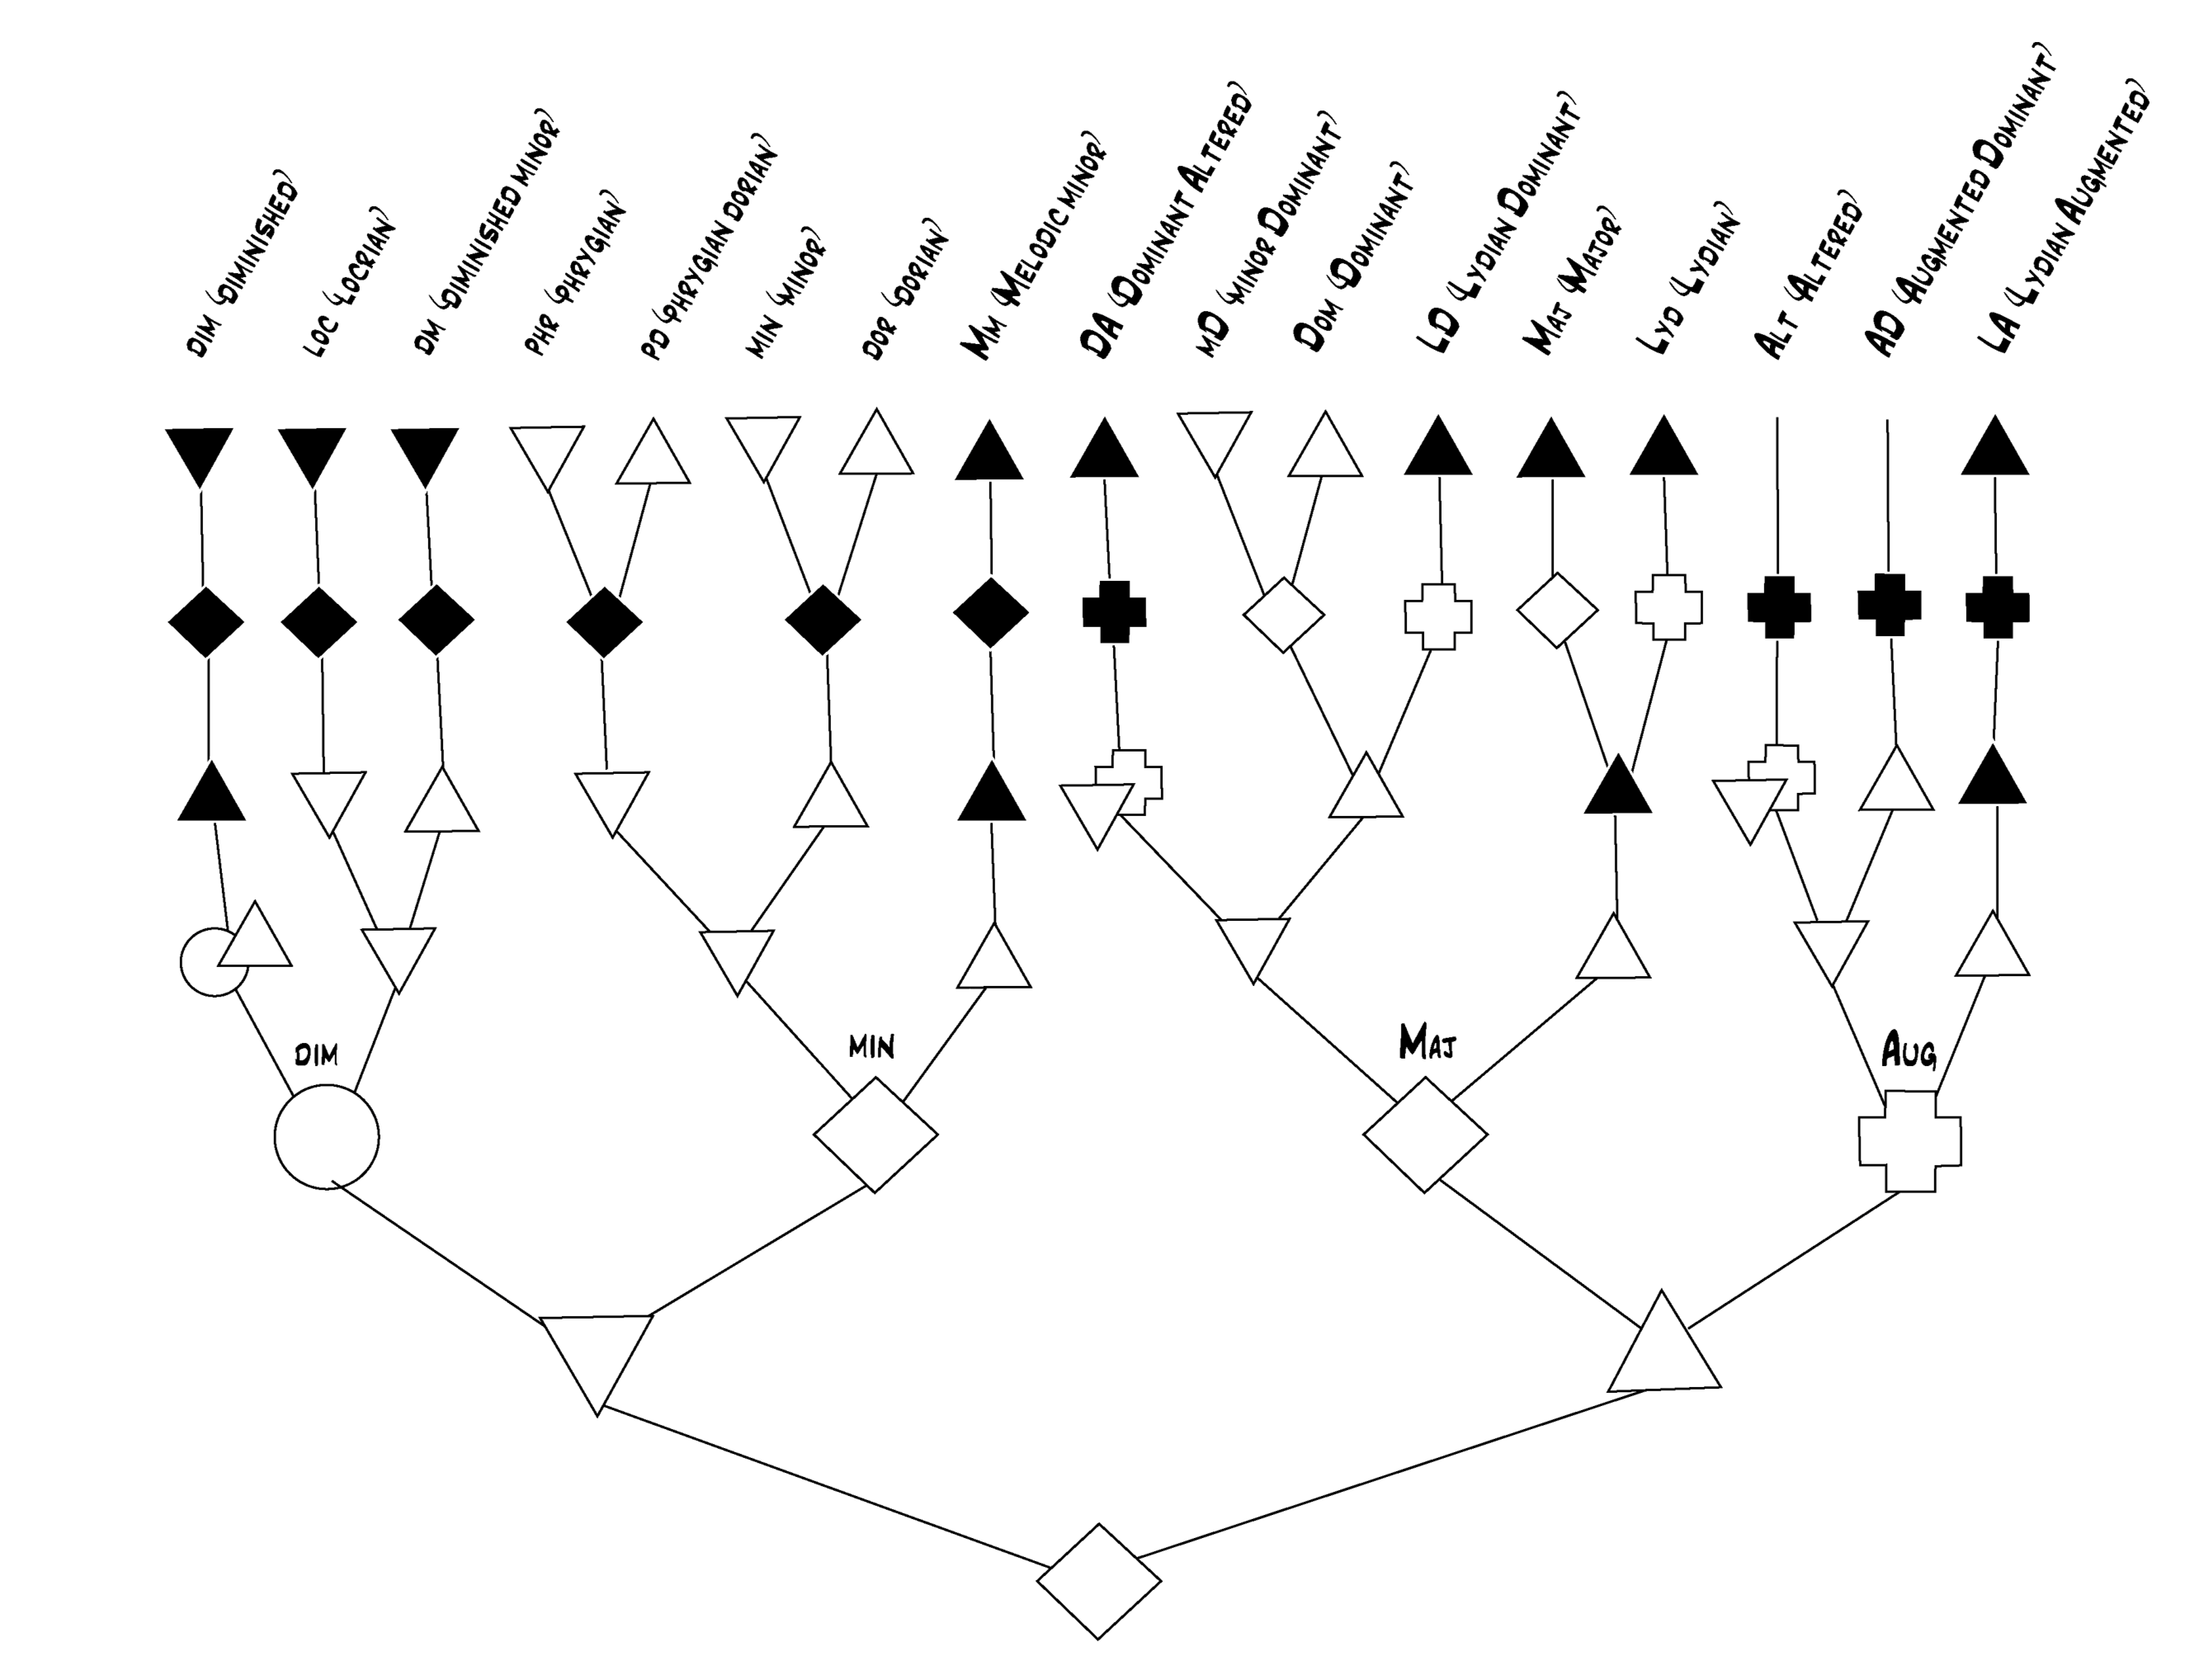 DIM (DIMINISHED)
LOC (LOCRIAN)
DM (DIMINISHED MINOR)
PHR (PHRYGIAN)
PD (PHRYGIAN DORIAN)
MIN (MINOR)
DOR (DORIAN)
MM (MELODIC MINOR)
DA (DOMINANT ALTERED)
MD (MINOR DOMINANT)
DOM (DOMINANT)
LD (LYDIAN DOMINANT)
MAJ (MAJOR)
LYD (LYDIAN)
ALT (ALTERED)
AD (AUGMENTED DOMINANT)
LA (LYDIAN AUGMENTED)
DIM
MIN
MAJ
AUG